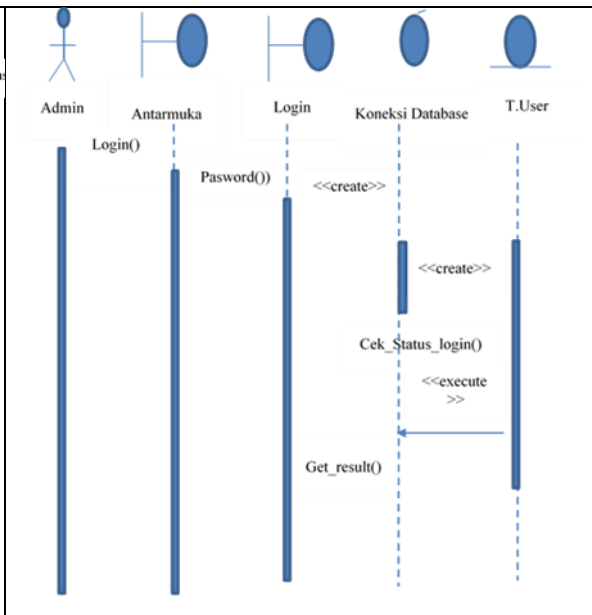 Admin
Antarmuka
Login
Koneksi Database
T.User
Login()
Pasword())
<<create>>
<<create>>
Cek_Status_login()
<<execute
>>
Get_result()